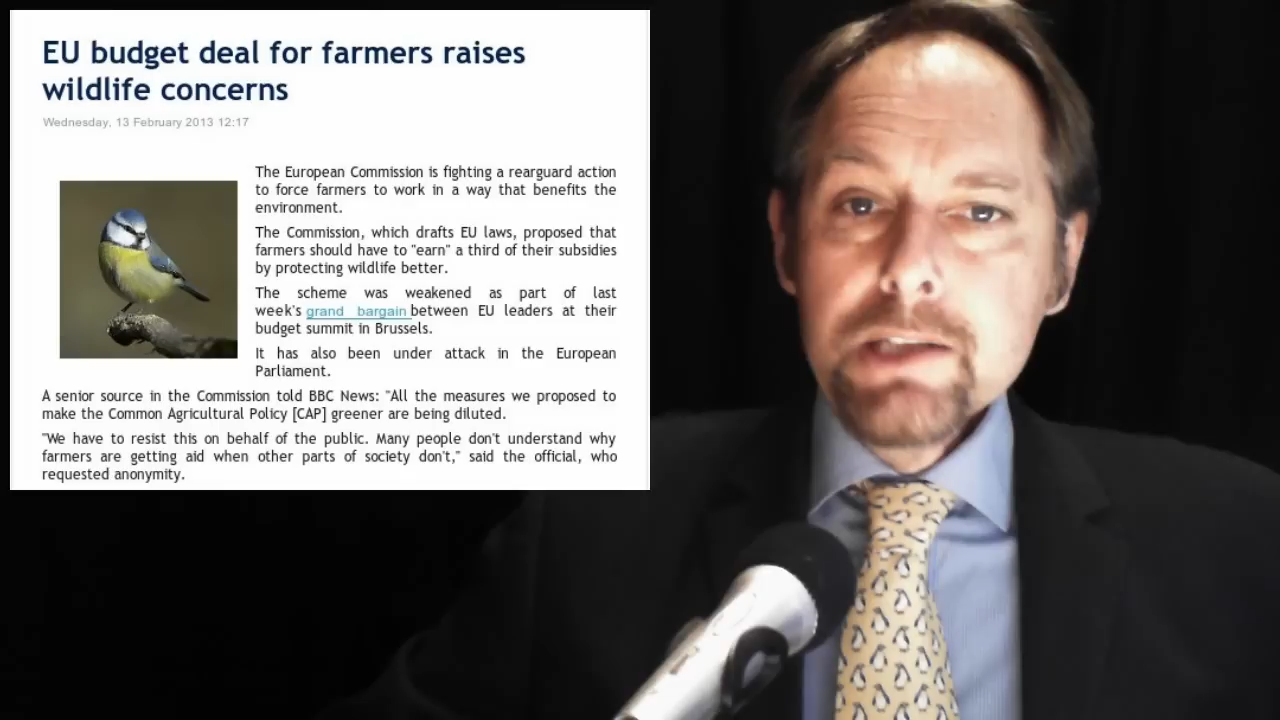 EU budget deal for farmers raises
wildlife concerns
Wednesday, 13 February 2013 12:17
The European Commission is fighting a rearguard action
to force farmers to work in a way that benefits the
environment.
The Commission, which drafts EU laws, proposed that
farmers should have to "earn" a third of their subsidies
by protecting wildlife better.
The scheme was weakened as part of last
week's grand bargain between EU leaders at their
budget summit in Brussels.
It has also been under attack in the European
Parliament.
A senior source in the Commission told BBC News: "All the measures we proposed to
make the Common Agricultural Policy [CAP] greener are being diluted.
"We have to resist this on behalf of the public. Many people don't understand why
farmers are getting aid when other parts of society don't," said the official, who
requested anonymity.